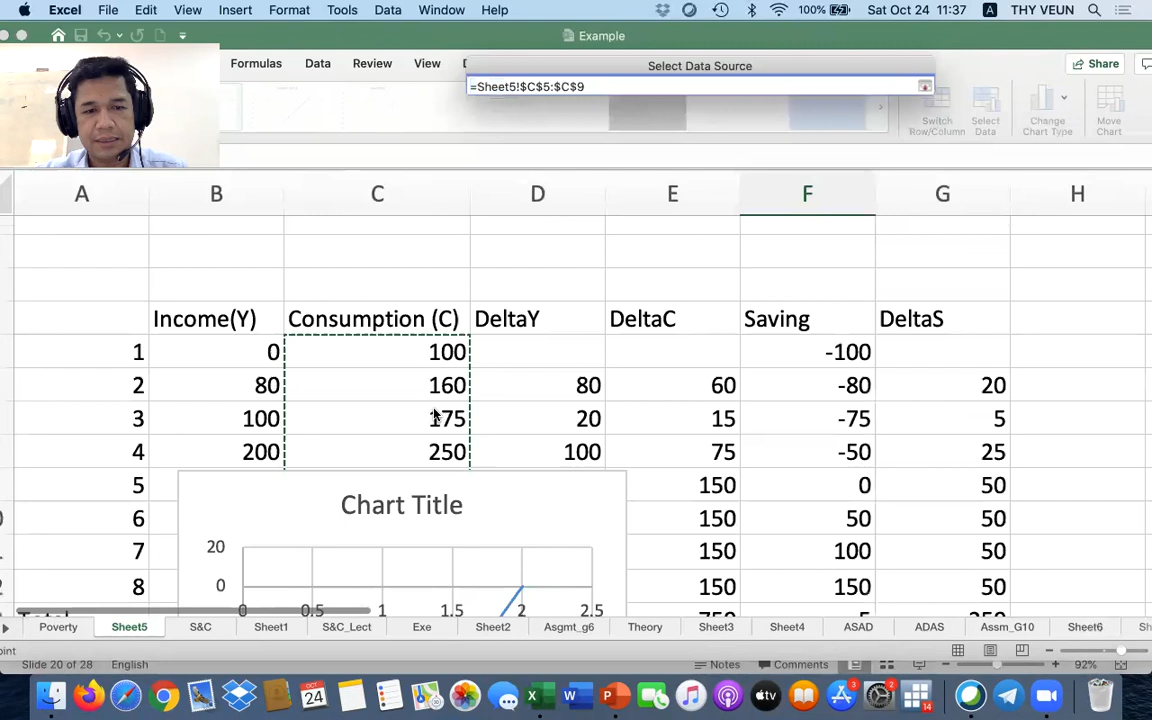 Excel File Edit View Insert Format Tools Data Window Help 100% Sat Oct 24 11:37 A THY VEUN
Example
Formulas Data Review View Share
Select Data Source
=Sheet5!$C$5:$C$9
Switch Row/Column Select Data Change Chart Type Move Chart
A B C D E F G H
Income(Y) Consumption (C) DeltaY DeltaC Saving DeltaS
1 0 100 -100
2 80 160 80 60 -80 20
3 100 175 20 15 -75 5
4 200 250 100 75 -50 25
5 150 0 50
6 150 50 50
7 150 100 50
8 150 150 50
Chart Title
20
0
0 0.5 1 1.5 2 2.5
Poverty Sheet5 S&C Sheet1 S&C_Lect Exe Sheet2 Asgmt_g6 Theory Sheet3 Sheet4 ASAD ADAS Assm_G10 Sheet6
Slide 20 of 28 English Notes Comments 92%
OCT 24 tv 3 14